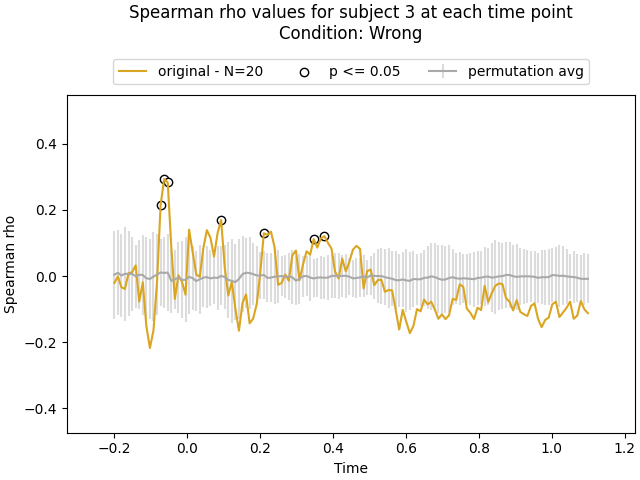 Spearman rho values for subject 3 at each time point
Condition: Wrong
original - N=20
p <= 0.05
permutation avg
Spearman rho
0.4
0.2
0.0
−0.2
−0.4
−0.2
0.0
0.2
0.4
0.6
0.8
1.0
1.2
Time